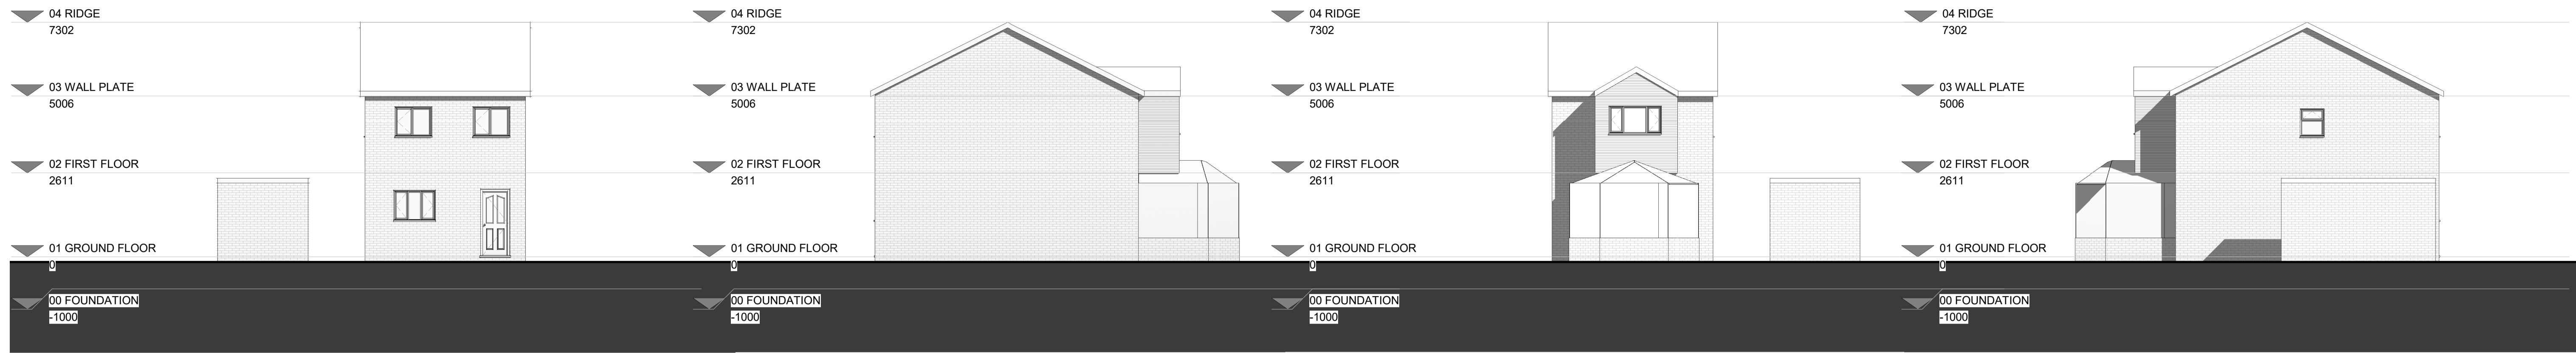 04 RIDGE
7302
03 WALL PLATE
5006
02 FIRST FLOOR
2611
01 GROUND FLOOR
0
00 FOUNDATION
-1000
04 RIDGE
7302
03 WALL PLATE
5006
02 FIRST FLOOR
2611
01 GROUND FLOOR
0
00 FOUNDATION
-1000
04 RIDGE
7302
03 WALL PLATE
5006
02 FIRST FLOOR
2611
01 GROUND FLOOR
0
00 FOUNDATION
-1000
04 RIDGE
7302
03 WALL PLATE
5006
02 FIRST FLOOR
2611
01 GROUND FLOOR
0
00 FOUNDATION
-1000